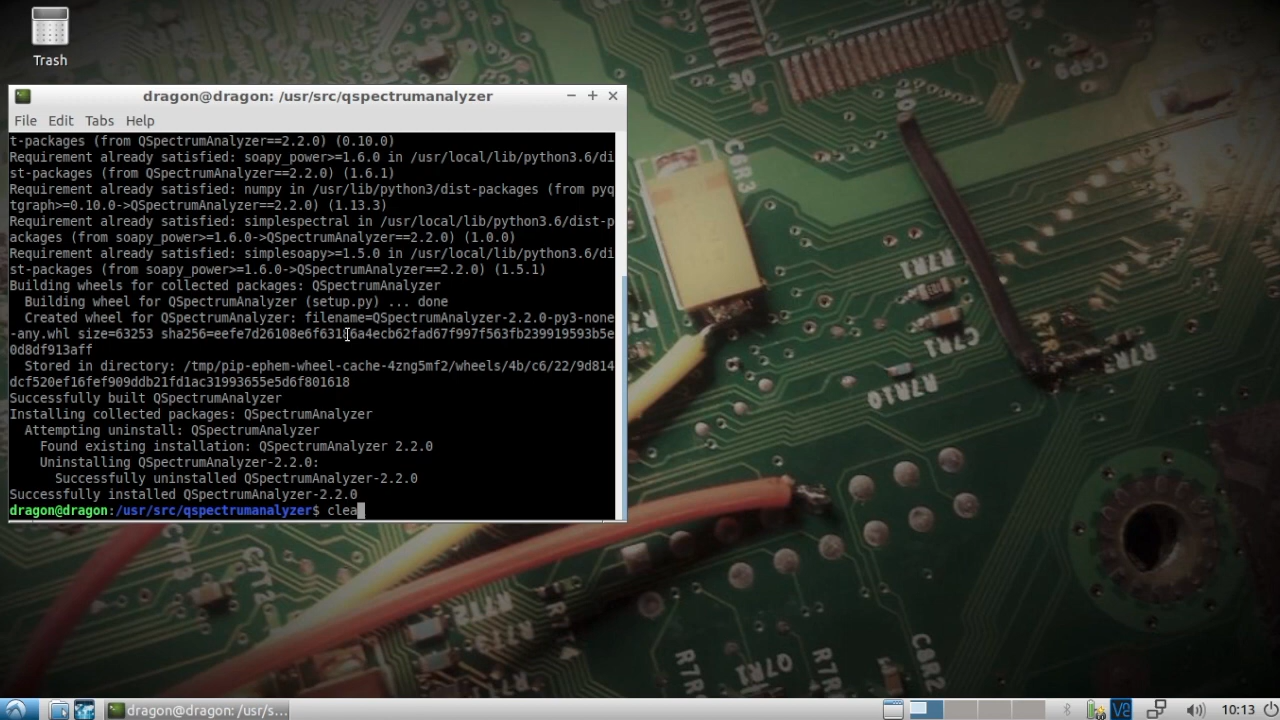 Trash
dragon@dragon: /usr/src/qspectrumanalyzer
File Edit Tabs Help
t-packages (from QSpectrumAnalyzer==2.2.0) (0.10.0)
Requirement already satisfied: soapy_power>=1.6.0 in /usr/local/lib/python3.6/di
st-packages (from QSpectrumAnalyzer==2.2.0) (1.6.1)
Requirement already satisfied: numpy in /usr/lib/python3/dist-packages (from pyq
tgraph>=0.10.0->QSpectrumAnalyzer==2.2.0) (1.13.3)
Requirement already satisfied: simplespectral in /usr/local/lib/python3.6/dist-p
ackages (from soapy_power>=1.6.0->QSpectrumAnalyzer==2.2.0) (1.0.0)
Requirement already satisfied: simplesoapy>=1.5.0 in /usr/local/lib/python3.6/di
st-packages (from soapy_power>=1.6.0->QSpectrumAnalyzer==2.2.0) (1.5.1)
Building wheels for collected packages: QSpectrumAnalyzer
Building wheel for QSpectrumAnalyzer (setup.py) ... done
Created wheel for QSpectrumAnalyzer: filename=QSpectrumAnalyzer-2.2.0-py3-none
-any.whl size=63253
0d8df913aff
Stored in directory: /tmp/pip-ephem-wheel-cache-4zng5mf2/wheels/4b/c6/22/9d814
dcf520ef16fef909ddb21fd1ac31993655e5d6f801618
Successfully built QSpectrumAnalyzer
Installing collected packages: QSpectrumAnalyzer
Attempting uninstall: QSpectrumAnalyzer
Found existing installation: QSpectrumAnalyzer 2.2.0
Uninstalling QSpectrumAnalyzer-2.2.0:
Successfully uninstalled QSpectrumAnalyzer-2.2.0
Successfully installed QSpectrumAnalyzer-2.2.0
dragon@dragon:/usr/src/qspectrumanalyzer$ clea
C6R3
R7R1
C7R1
R7R10
C8R2
Q7R1
dragon@dragon: /usr/s...
10:13